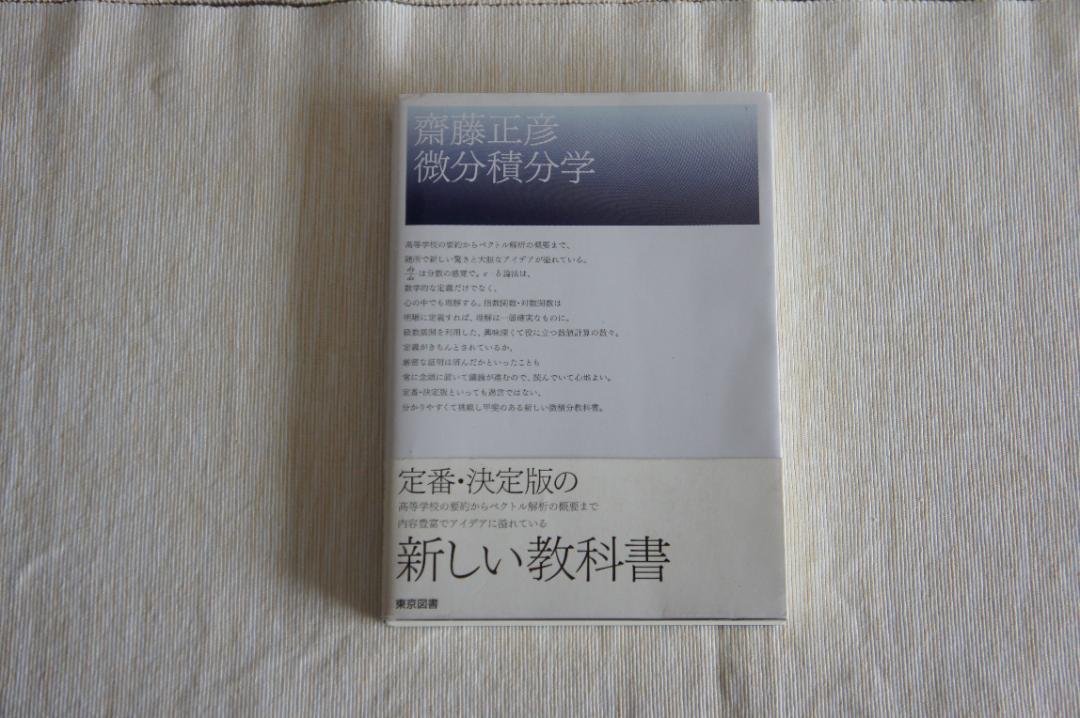 齋藤正彦
微分積分学
高等学校の要約からベクトル解析の概要まで、
随所で新しい驚きと大胆なアイデアが溢れている。
dy/dx は分数の感覚で。ε−δ論法は、
数学的な定義だけでなく、
心の中でも理解する。指数関数・対数関数は
明晰に定義すれば、理解は一層確実なものに。
級数展開を利用した、興味深くて役に立つ数値計算の数々。
定義がきちんとされているか、
厳密な証明は済んだかといったことも
常に念頭に置いて議論が進むので、読んでいて心地よい。
定番・決定版といっても過言ではない、
分かりやすくて挑戦し甲斐のある新しい微積分教科書。
定番・決定版の
高等学校の要約からベクトル解析の概要まで
内容豊富でアイデアに溢れている
新しい教科書
東京図書